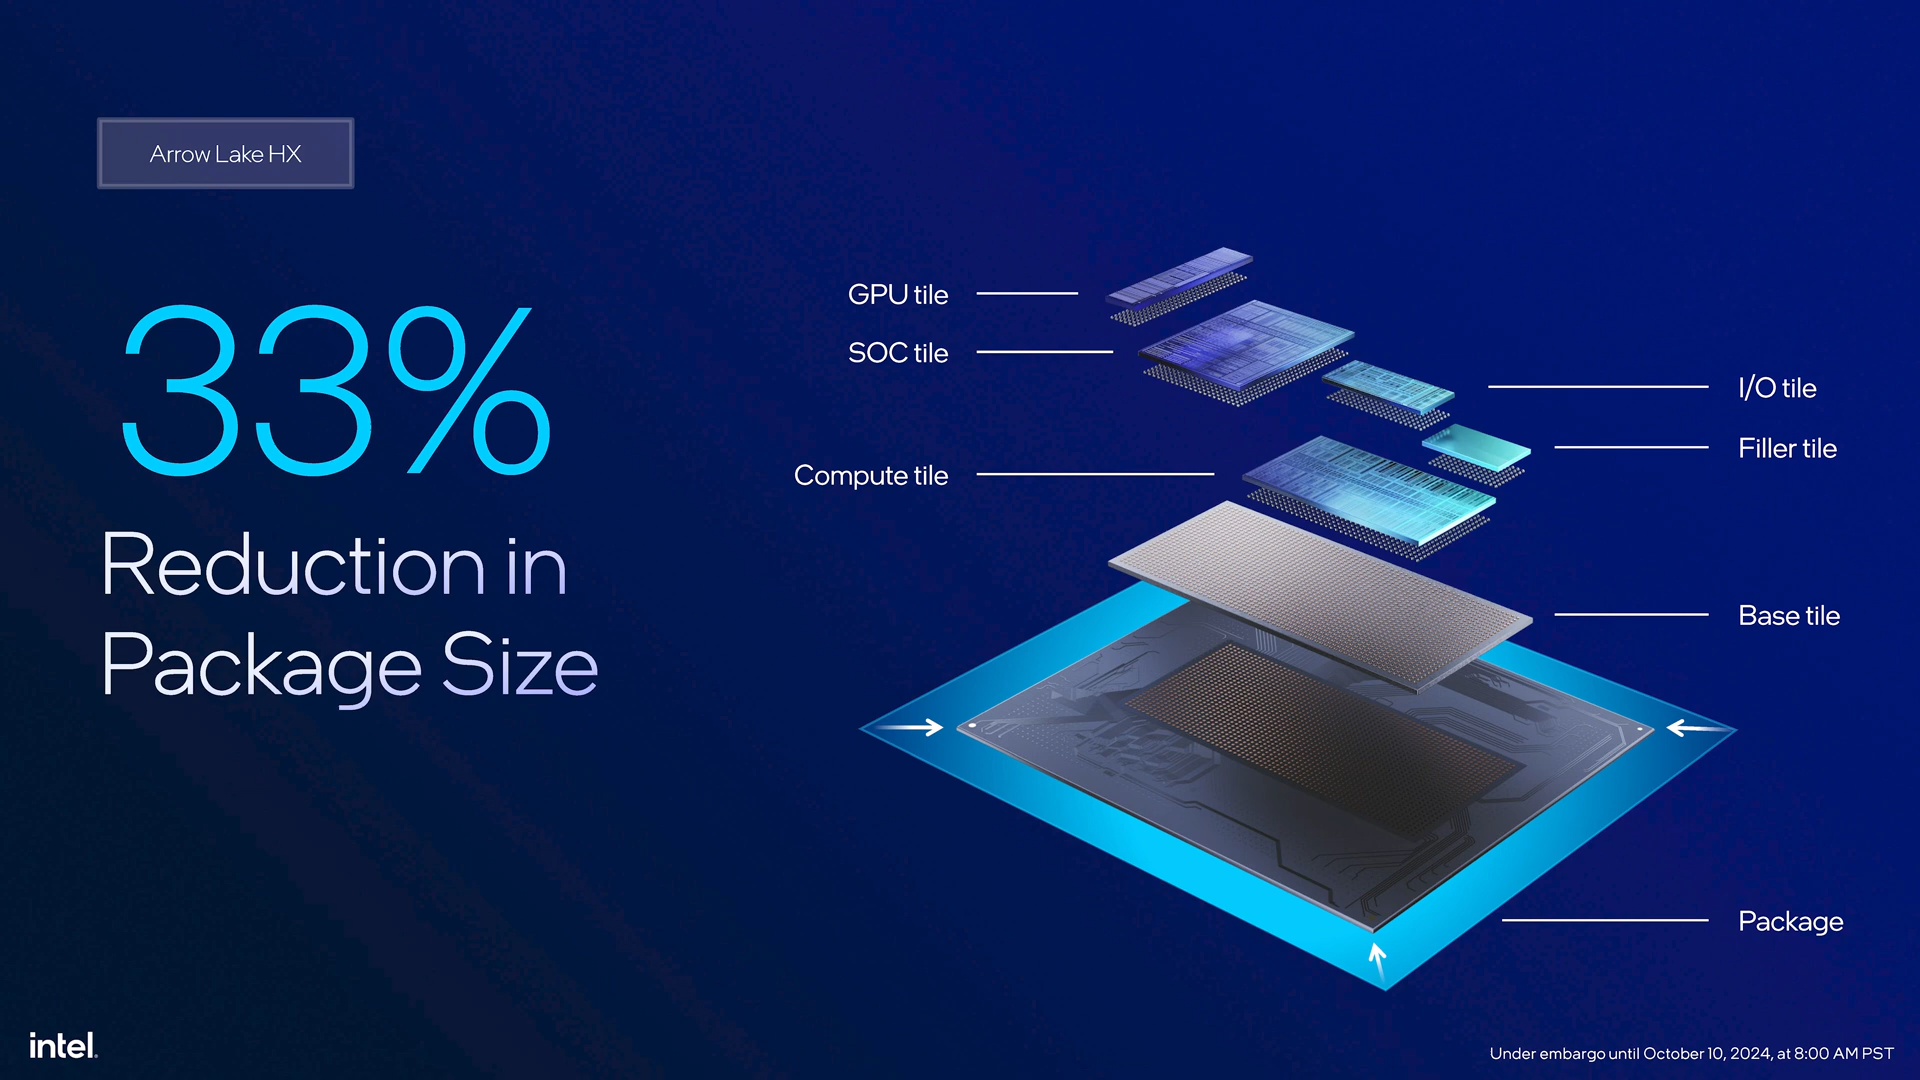 Arrow Lake HX
33%
Reduction in
Package Size
GPU tile
SOC tile
Compute tile
I/O tile
Filler tile
Base tile
Package
intel.
Under embargo until October 10, 2024, at 8:00 AM PST